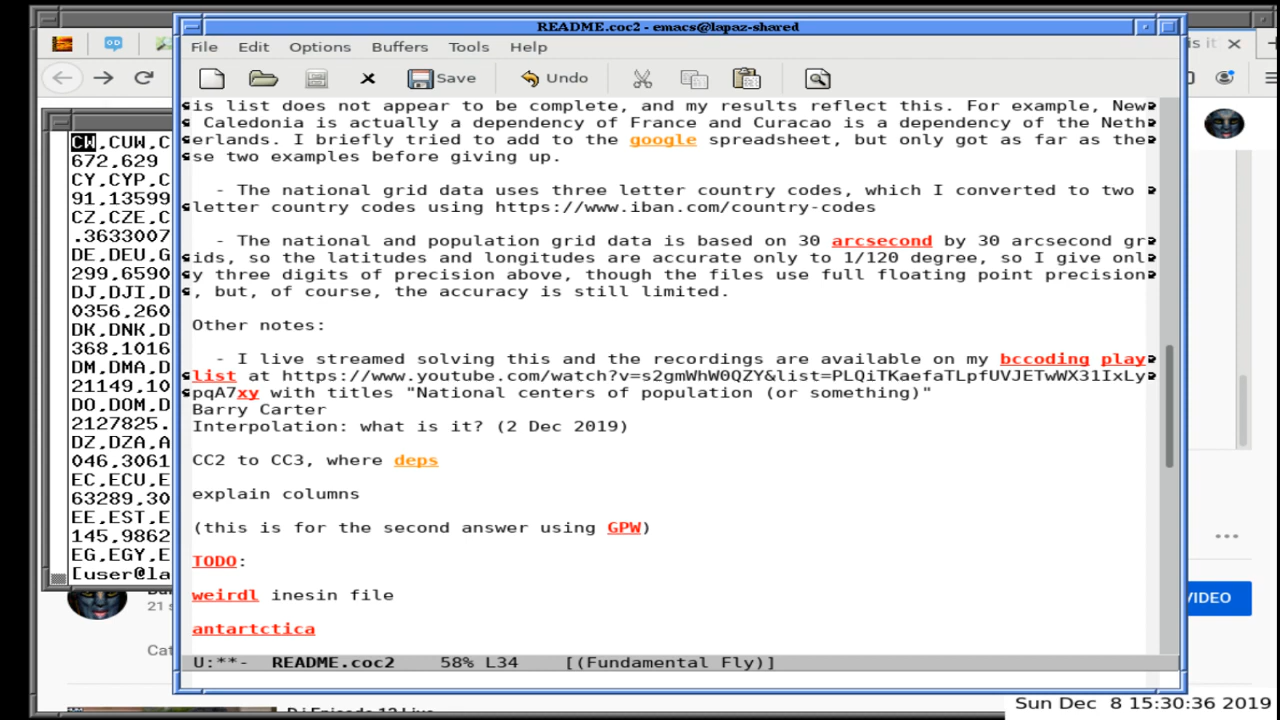 README.coc2 - emacs@lapaz-shared
is it
File Edit Options Buffers Tools Help
Save Undo
is list does not appear to be complete, and my results reflect this. For example, New
Caledonia is actually a dependency of France and Curacao is a dependency of the Neth
erlands. I briefly tried to add to the google spreadsheet, but only got as far as the
se two examples before giving up.
- The national grid data uses three letter country codes, which I converted to two
letter country codes using https://www.iban.com/country-codes
- The national and population grid data is based on 30 arcsecond by 30 arcsecond gr
ids, so the latitudes and longitudes are accurate only to 1/120 degree, so I give onl
y three digits of precision above, though the files use full floating point precision
, but, of course, the accuracy is still limited.
Other notes:
- I live streamed solving this and the recordings are available on my bccoding play
list at https://www.youtube.com/watch?v=s2gmWhW0QZY&list=PLQiTKaefaTLpfUVJETwWX31IxLy
pqA7xy with titles "National centers of population (or something)"
Barry Carter
Interpolation: what is it? (2 Dec 2019)
CC2 to CC3, where deps
explain columns
(this is for the second answer using GPW)
TODO:
weirdl inesin file
antartctica
U:**- README.coc2 58% L34 [(Fundamental Fly)]
CW,CUW,C
672,629
CY,CYP,C
91,13599
CZ,CZE,C
.3633007
DE,DEU,G
299,6590
DJ,DJI,D
0356,260
DK,DNK,D
368,1016
DM,DMA,D
21149,10
DO,DOM,D
2127825.
DZ,DZA,A
046,3061
EC,ECU,E
63289,30
EE,EST,E
145,9862
EG,EGY,E
[user@la
21 s
Cat
VIDEO
Sun Dec 8 15:30:36 2019